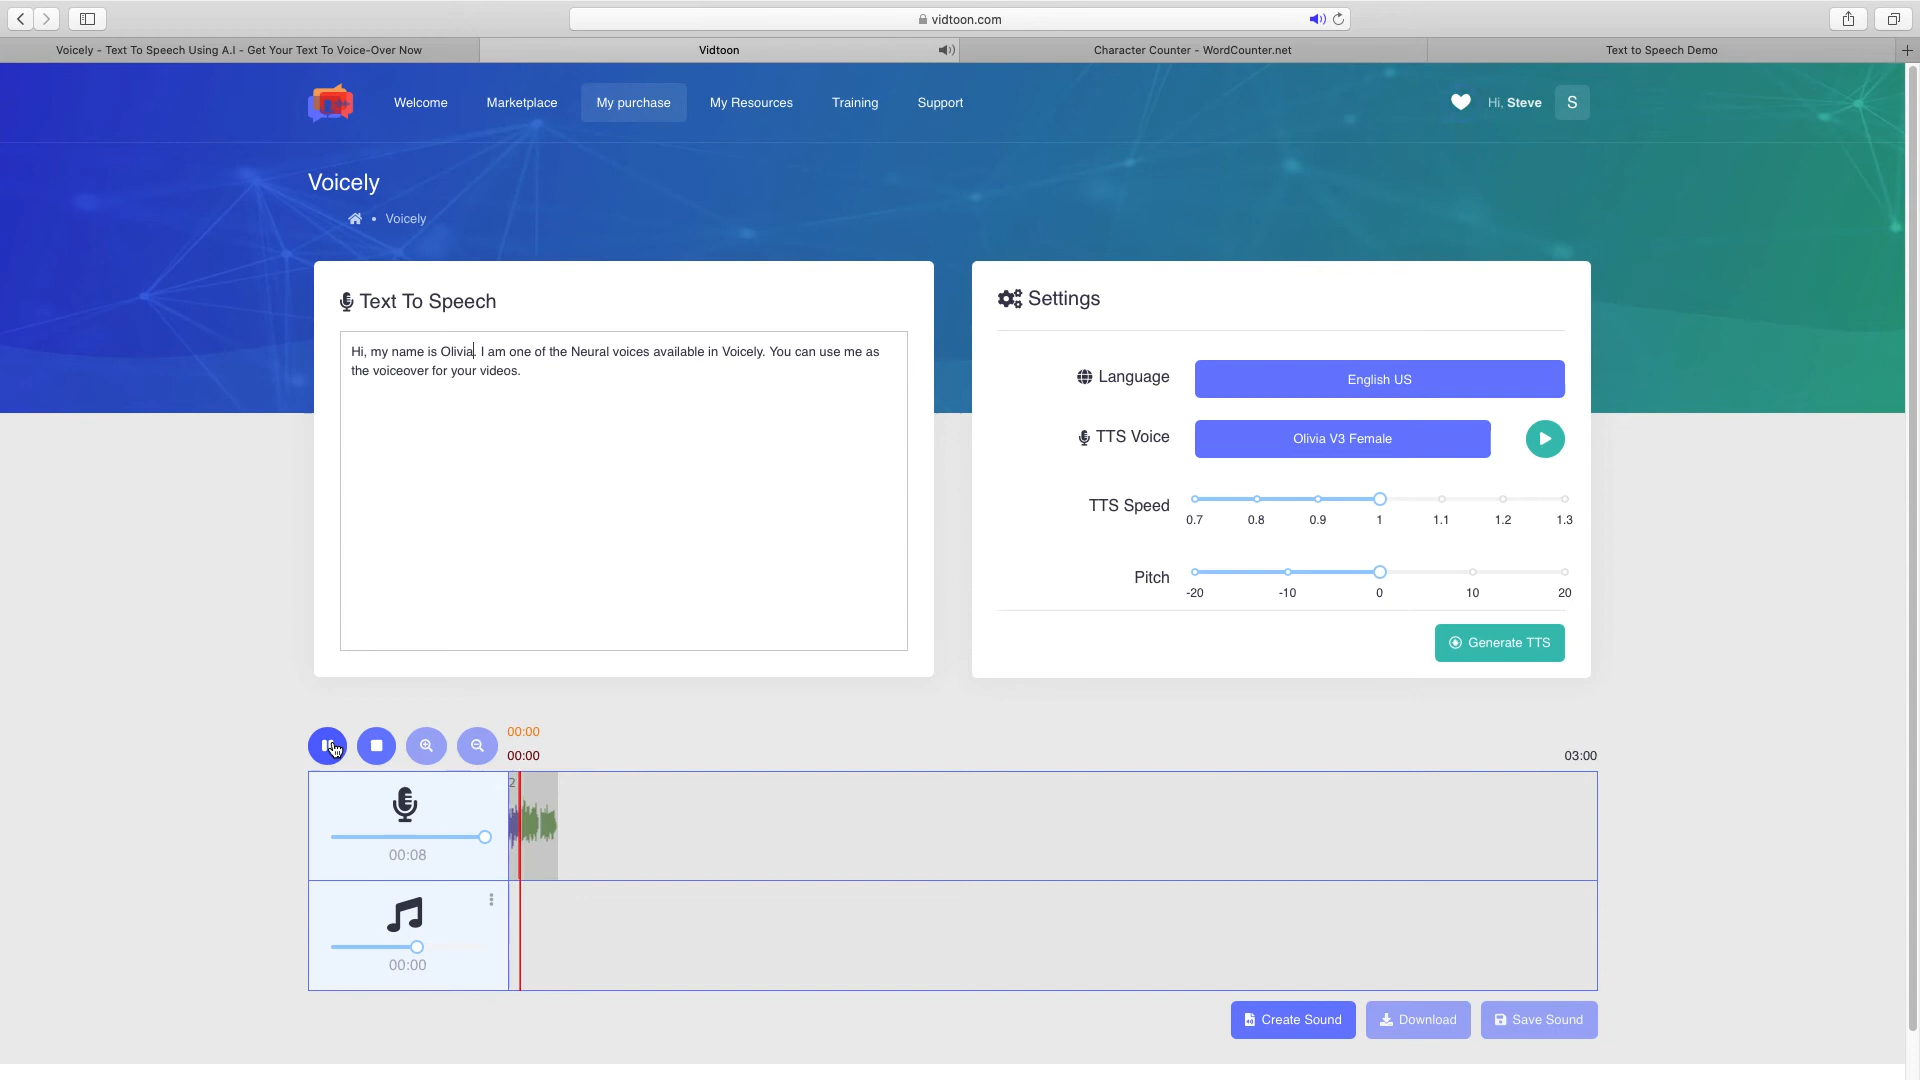 vidtoon.com
Voicely - Text To Speech Using A.I - Get Your Text To Voice-Over Now
Vidtoon
Character Counter - WordCounter.net
Text to Speech Demo
Welcome
Marketplace
My purchase
My Resources
Training
Support
Hi, Steve
S
Voicely
Voicely
Text To Speech
Hi, my name is Olivia. I am one of the Neural voices available in Voicely. You can use me as
the voiceover for your videos.
Settings
Language
English US
TTS Voice
Olivia V3 Female
TTS Speed
0.7 0.8 0.9 1 1.1 1.2 1.3
Pitch
-20 -10 0 10 20
Generate TTS
00:00
00:00
03:00
2
00:08
00:00
Create Sound
Download
Save Sound